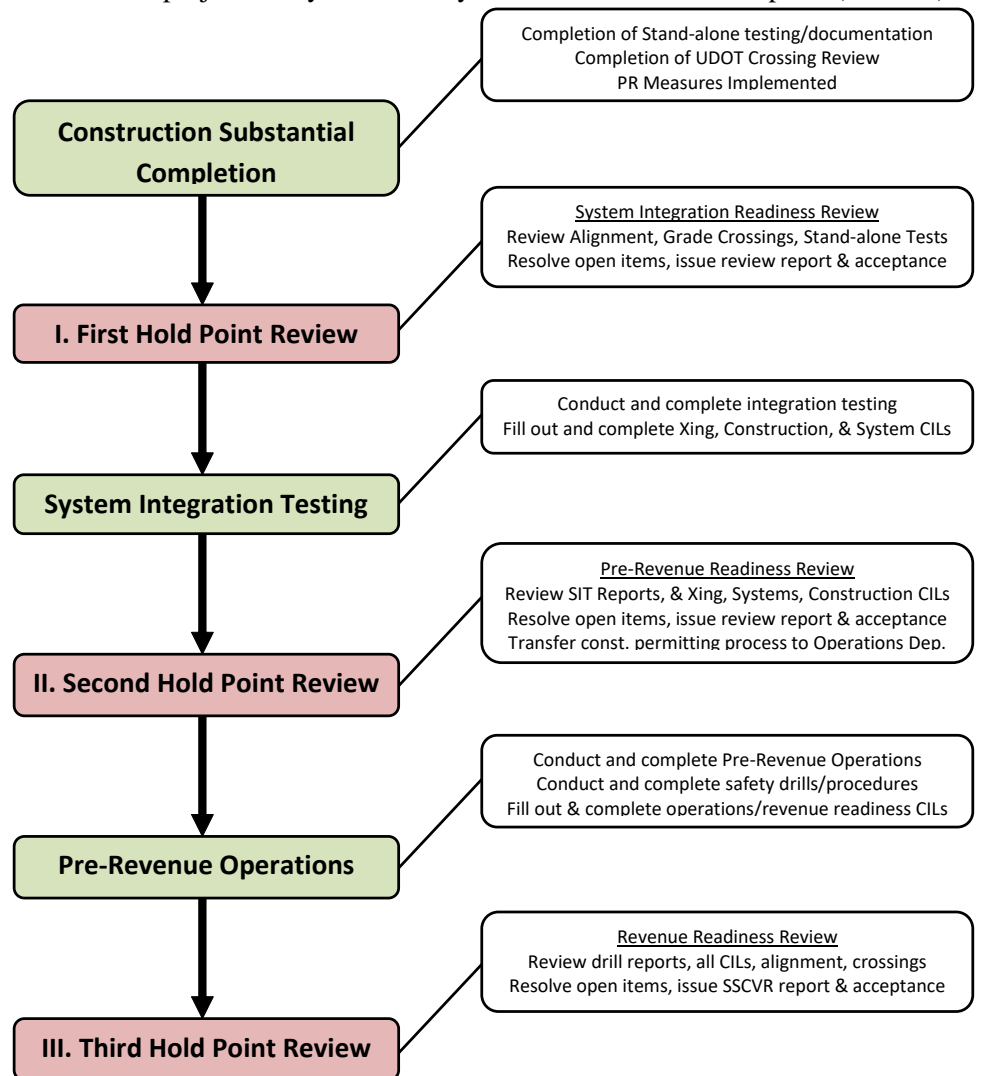 Completion of Stand-alone testing/documentation
Completion of UDOT Crossing Review
PR Measures Implemented
Construction Substantial
Completion
System Integration Readiness Review
Review Alignment, Grade Crossings, Stand-alone Tests
Resolve open items, issue review report & acceptance
I. First Hold Point Review
Conduct and complete integration testing
Fill out and complete Xing, Construction, & System CILs
System Integration Testing
Pre-Revenue Readiness Review
Review SIT Reports, & Xing, Systems, Construction CILs
Resolve open items, issue review report & acceptance
Transfer const. permitting process to Operations Dep.
II. Second Hold Point Review
Conduct and complete Pre-Revenue Operations
Conduct and complete safety drills/procedures
Fill out & complete operations/revenue readiness CILs
Pre-Revenue Operations
Revenue Readiness Review
Review drill reports, all CILs, alignment, crossings
Resolve open items, issue SSCVR report & acceptance
III. Third Hold Point Review